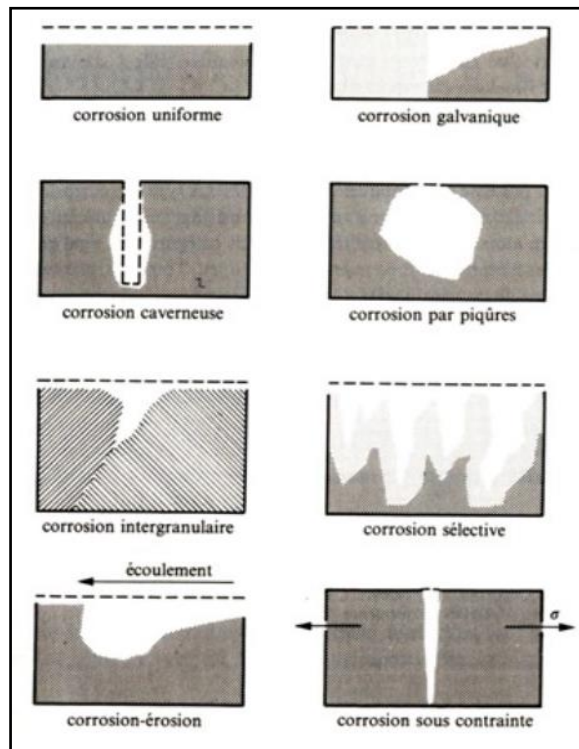 corrosion uniforme
corrosion galvanique
corrosion caverneuse
corrosion par piqûres
corrosion intergranulaire
corrosion sélective
écoulement
corrosion-érosion
σ
corrosion sous contrainte